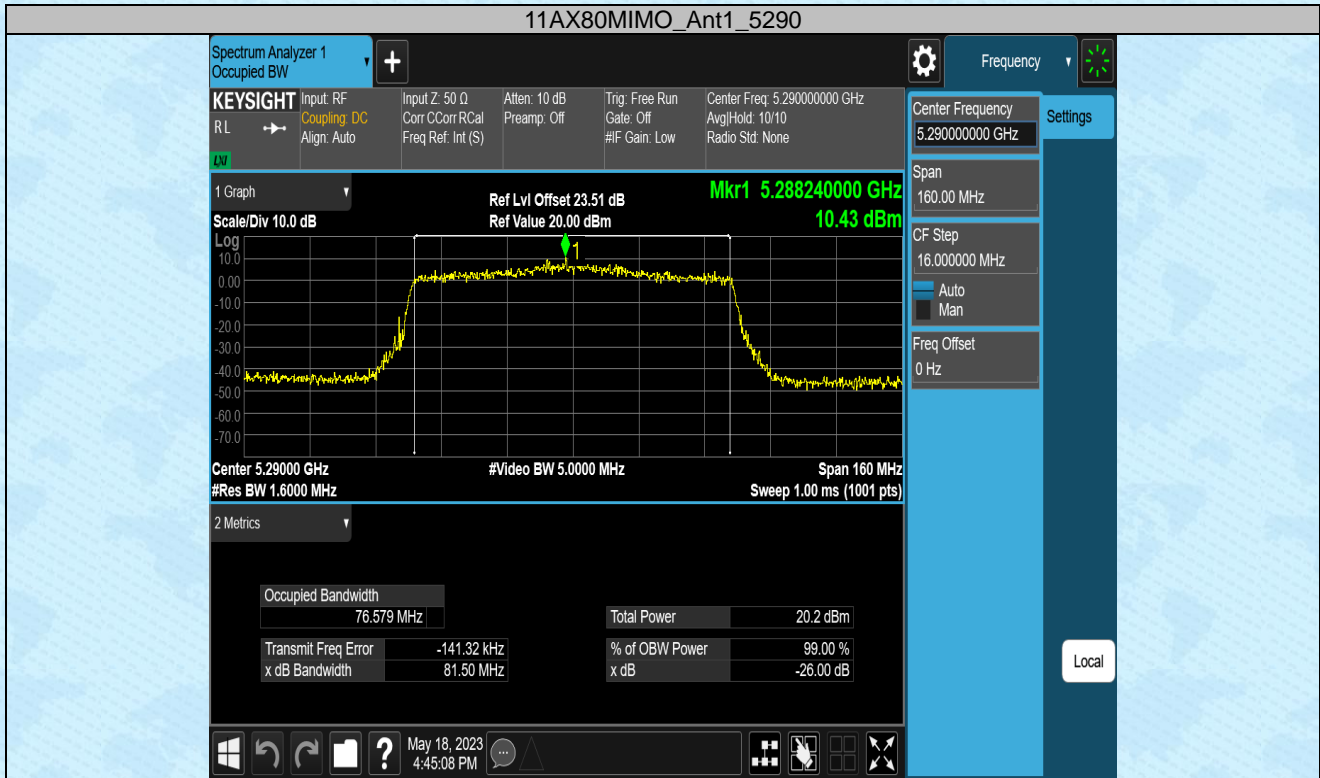 11AX80MIMO_Ant1_5290
Spectrum Analyzer 1
Occupied BW
+
Frequency
KEYSIGHT
RL
LXI
Input: RF
Coupling: DC
Align: Auto
Input Z: 50 Ω
Corr CCorr RCal
Freq Ref: Int (S)
Atten: 10 dB
Preamp: Off
Trig: Free Run
Gate: Off
#IF Gain: Low
Center Freq: 5.290000000 GHz
Avg|Hold: 10/10
Radio Std: None
Center Frequency
5.290000000 GHz
Settings
Span
160.00 MHz
CF Step
16.000000 MHz
Auto
Man
Freq Offset
0 Hz
Local
1 Graph
Scale/Div 10.0 dB
Ref Lvl Offset 23.51 dB
Ref Value 20.00 dBm
Mkr1 5.288240000 GHz
10.43 dBm
Log
1
10.0
0.00
-10.0
-20.0
-30.0
-40.0
-50.0
-60.0
-70.0
Center 5.29000 GHz
#Video BW 5.0000 MHz
Span 160 MHz
#Res BW 1.6000 MHz
Sweep 1.00 ms (1001 pts)
2 Metrics
Occupied Bandwidth
76.579 MHz
Total Power 20.2 dBm
Transmit Freq Error -141.32 kHz
% of OBW Power 99.00 %
x dB Bandwidth 81.50 MHz
x dB -26.00 dB
?
May 18, 2023
4:45:08 PM